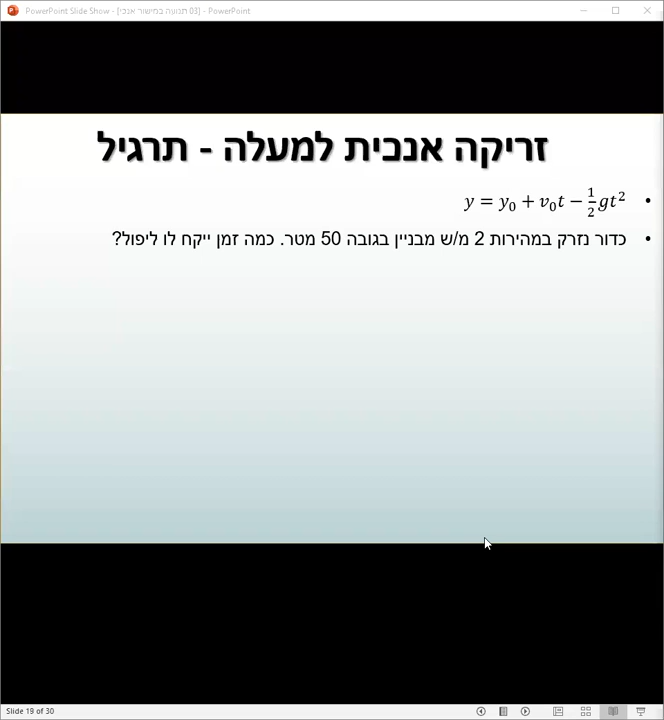 PowerPoint Slide Show - [03 תנועה במישור אנכי] - PowerPoint
זריקה אנכית למעלה - תרגיל
• y = y₀ + v₀t − ½gt²
• כדור נזרק במהירות 2 מ/ש מבניין בגובה 50 מטר. כמה זמן ייקח לו ליפול?
Slide 19 of 30